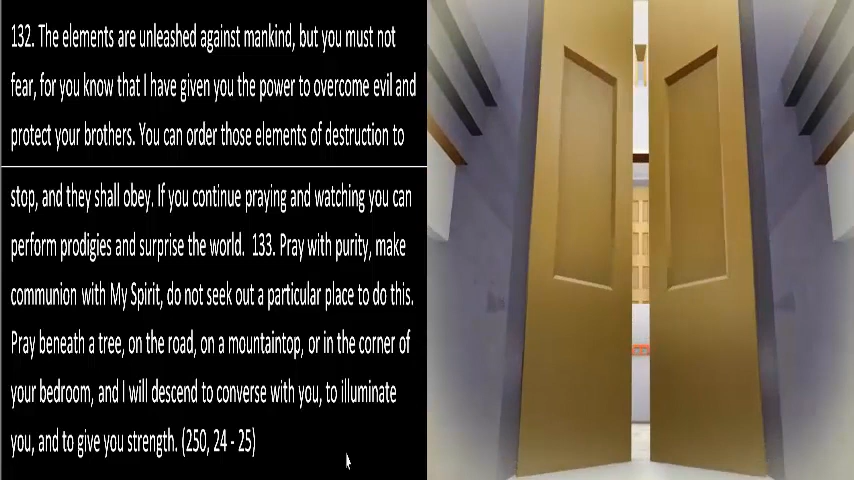 132. The elements are unleashed against mankind, but you must not
fear, for you know that I have given you the power to overcome evil and
protect your brothers. You can order those elements of destruction to
stop, and they shall obey. If you continue praying and watching you can
perform prodigies and surprise the world.  133. Pray with purity, make
communion with My Spirit, do not seek out a particular place to do this.
Pray beneath a tree, on the road, on a mountaintop, or in the corner of
your bedroom, and I will descend to converse with you, to illuminate
you, and to give you strength. (250, 24 - 25)